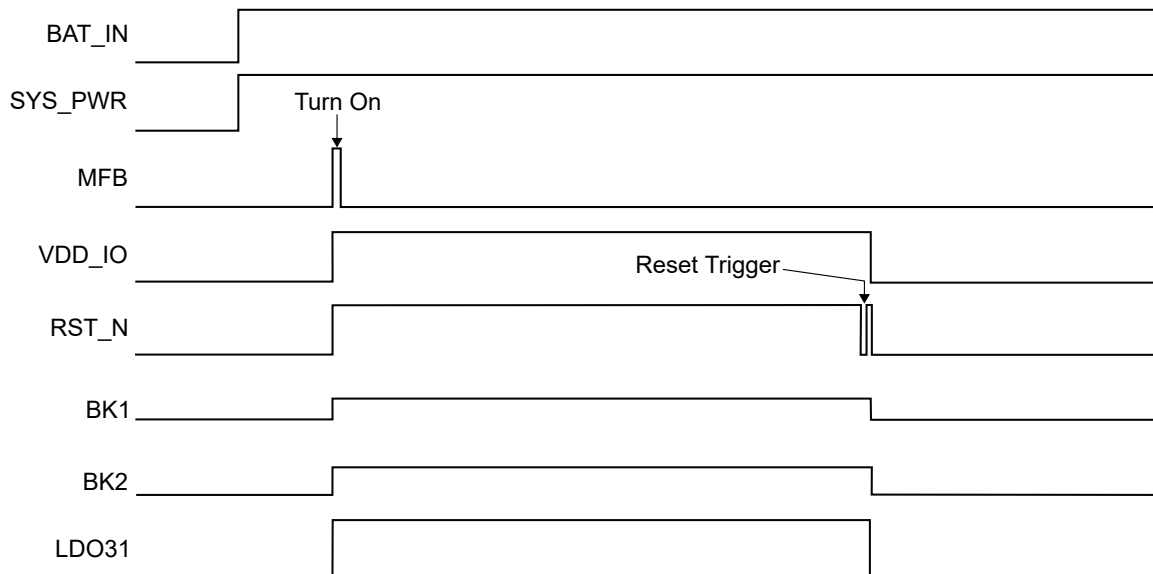 BAT_IN
SYS_PWR
Turn On
MFB
VDD_IO
Reset Trigger
RST_N
BK1
BK2
LDO31